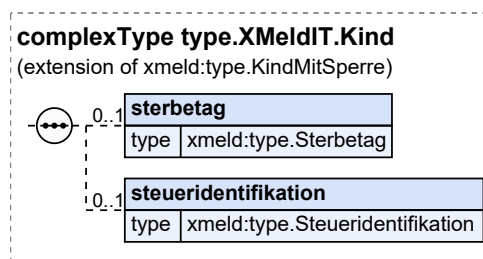 complexType type.XMeldIT.Kind
(extension of xmeld:type.KindMitSperre)
0..1 sterbetag
type xmeld:type.Sterbetag
0..1 steueridentifikation
type xmeld:type.Steueridentifikation